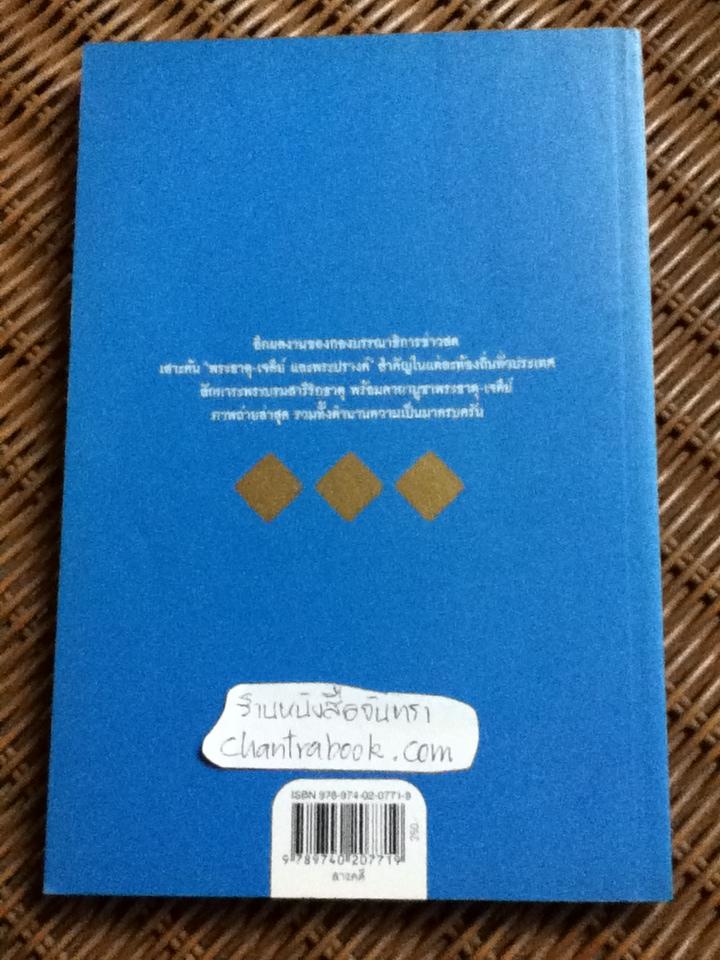 อีกผลงานของกองบรรณาธิการข่าวสด
เสาะค้น "พระธาตุ-เจดีย์ และพระปรางค์" สำคัญในแต่ละท้องถิ่นทั่วประเทศ
สักการะพระบรมสารีริกธาตุ พร้อมคาถาบูชาพระธาตุ-เจดีย์
ภาพถ่ายล่าสุด รวมทั้งตำนานความเป็นมาครบครัน
ร้านหนังสือจันทรา
chantrabook.com
ISBN 978-974-02-0771-9
9 789740 207719
สารคดี